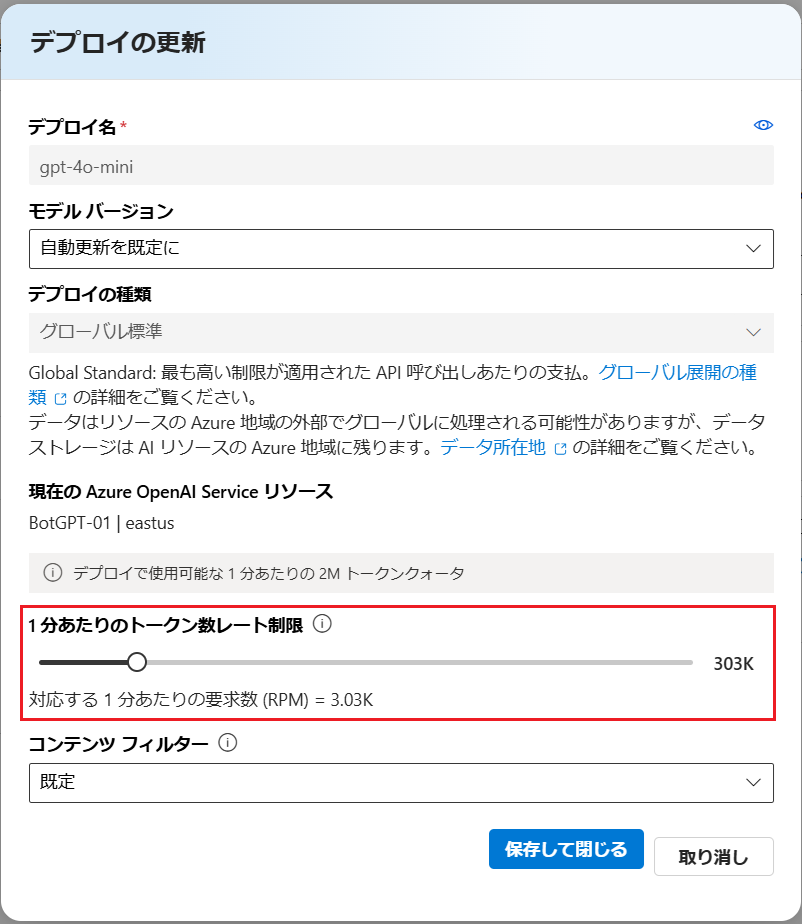 デプロイの更新
デプロイ名*
gpt-4o-mini
モデル バージョン
自動更新を既定に
デプロイの種類
グローバル標準
Global Standard: 最も高い制限が適用された API 呼び出しあたりの支払。グローバル展開の種
類 の詳細をご覧ください。
データはリソースの Azure 地域の外部でグローバルに処理される可能性がありますが、データ
ストレージは AI リソースの Azure 地域に残ります。データ所在地 の詳細をご覧ください。
現在の Azure OpenAI Service リソース
BotGPT-01 | eastus
デプロイで使用可能な 1 分あたりの 2M トークンクォータ
1 分あたりのトークン数レート制限
303K
対応する 1 分あたりの要求数 (RPM) = 3.03K
コンテンツ フィルター
既定
保存して閉じる
取り消し